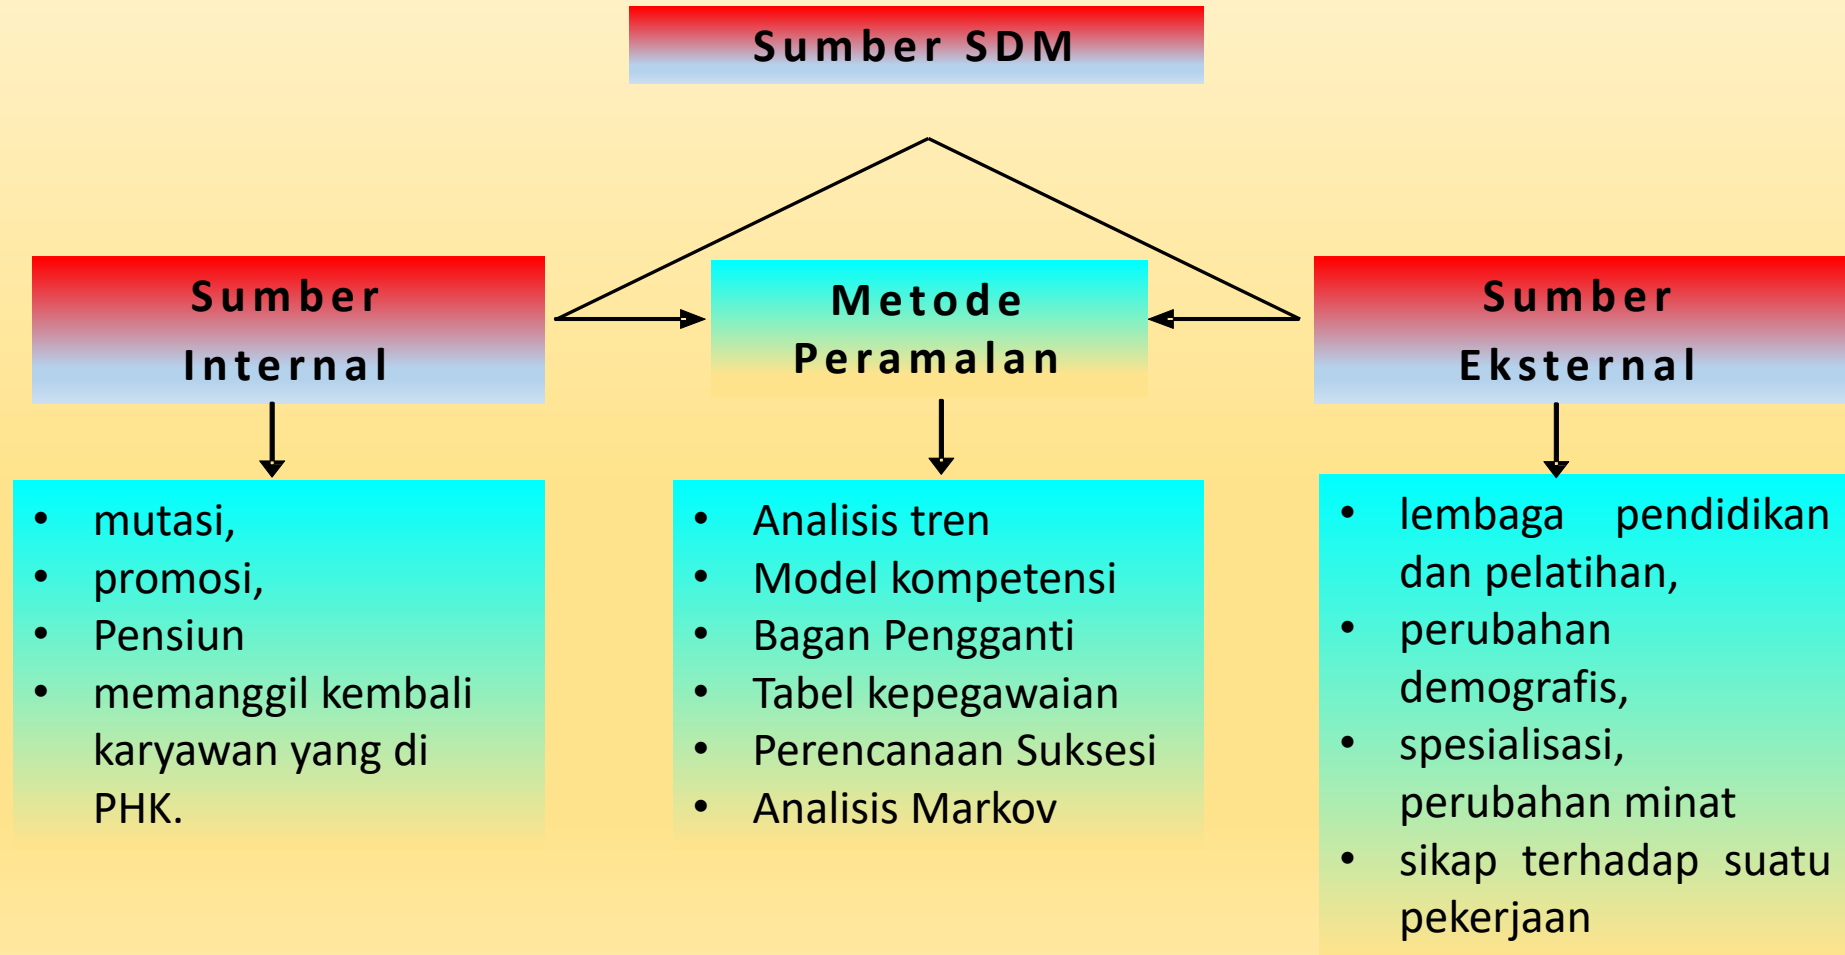 Sumber SDM
Sumber
Internal
Metode
Peramalan
Sumber
Eksternal
• mutasi,
• promosi,
• Pensiun
• memanggil kembali
karyawan yang di
PHK.
• Analisis tren
• Model kompetensi
• Bagan Pengganti
• Tabel kepegawaian
• Perencanaan Suksesi
• Analisis Markov
• lembaga pendidikan
dan pelatihan,
• perubahan
demografis,
• spesialisasi,
perubahan minat
• sikap terhadap suatu
pekerjaan